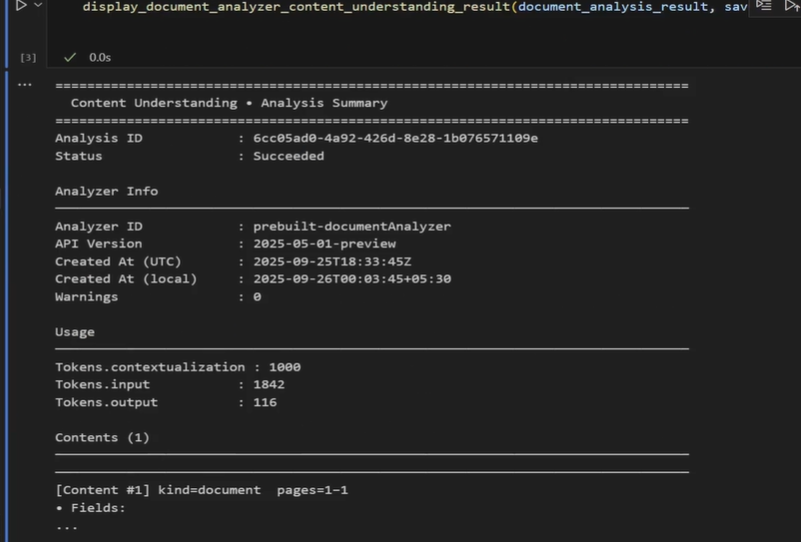 display_document_analyzer_content_understanding_result(document_analysis_result, sav
[3] ✓ 0.0s
...
================================================================================
Content Understanding • Analysis Summary
================================================================================
Analysis ID : 6cc05ad0-4a92-426d-8e28-1b076571109e
Status : Succeeded
Analyzer Info
Analyzer ID : prebuilt-documentAnalyzer
API Version : 2025-05-01-preview
Created At (UTC) : 2025-09-25T18:33:45Z
Created At (local) : 2025-09-26T00:03:45+05:30
Warnings : 0
Usage
Tokens.contextualization : 1000
Tokens.input : 1842
Tokens.output : 116
Contents (1)
[Content #1] kind=document pages=1–1
• Fields:
...